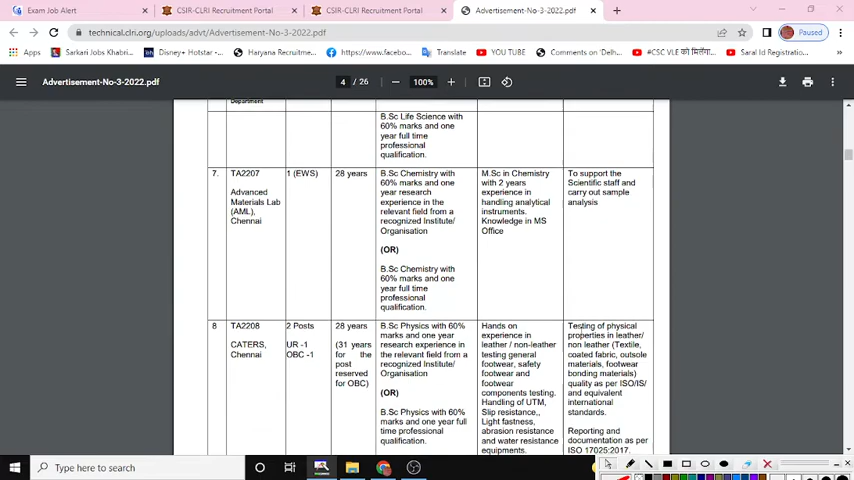 Exam Job Alert
CSIR-CLRI Recruitment Portal
CSIR-CLRI Recruitment Portal
Advertisement-No-3-2022.pdf
technical.clri.org/uploads/advt/Advertisement-No-3-2022.pdf
Paused
Apps
Sarkari Jobs Khabri...
Disney+ Hotstar -...
Haryana Recruitme...
https://www.facebo...
Translate
YOU TUBE
Comments on 'Delh...
#CSC VLE को मिलेंगा...
Saral Id Registratio...
Advertisement-No-3-2022.pdf
4 / 26
100%
Department
B.Sc Life Science with
60% marks and one
year full time
professional
qualification.
7.
TA2207
Advanced
Materials Lab
(AML),
Chennai
1 (EWS)
28 years
B.Sc Chemistry with
60% marks and one
year research
experience in the
relevant field from a
recognized Institute/
Organisation
(OR)
B.Sc Chemistry with
60% marks and one
year full time
professional
qualification.
M.Sc in Chemistry
with 2 years
experience in
handling analytical
instruments.
Knowledge in MS
Office
To support the
Scientific staff and
carry out sample
analysis
8
TA2208
CATERS,
Chennai
2 Posts
UR -1
OBC -1
28 years
(31 years
for the
post
reserved
for OBC)
B.Sc Physics with 60%
marks and one year
research experience in
the relevant field from a
recognized Institute/
Organisation
(OR)
B.Sc Physics with 60%
marks and one year full
time professional
qualification.
Hands on
experience in
leather / non-leather
testing general
footwear, safety
footwear and
footwear
components testing.
Handling of UTM,
Slip resistance,,
Light fastness,
abrasion resistance
and water resistance
equipments.
Testing of physical
properties in leather/
non leather (Textile,
coated fabric, outsole
materials, footwear
bonding materials)
quality as per ISO/IS/
and equivalent
international
standards.
Reporting and
documentation as per
ISO 17025:2017.
Type here to search